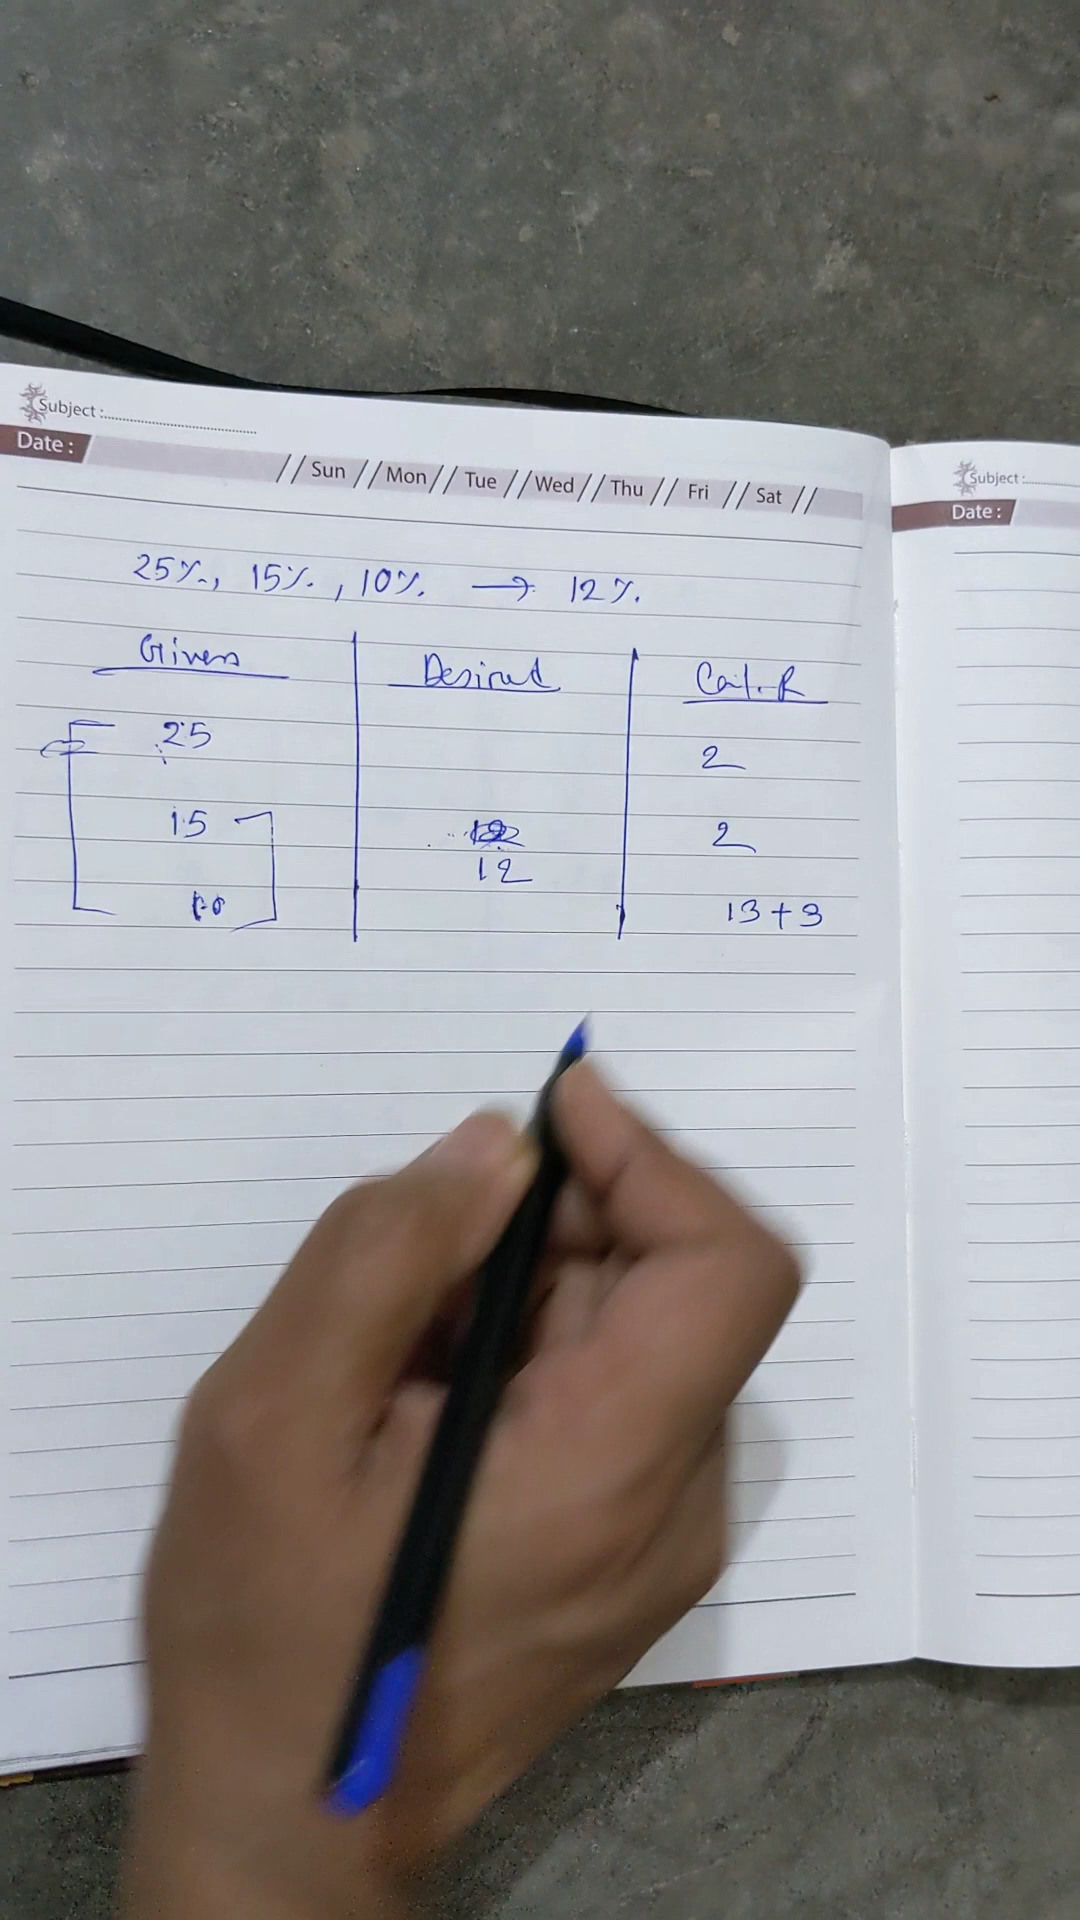 Subject :
Date :
// Sun // Mon // Tue // Wed // Thu // Fri // Sat //
Subject :
Date :
25%, 15%, 10% → 12%
Given Desired Cal. R
25 2
15 2
12
10 13+3